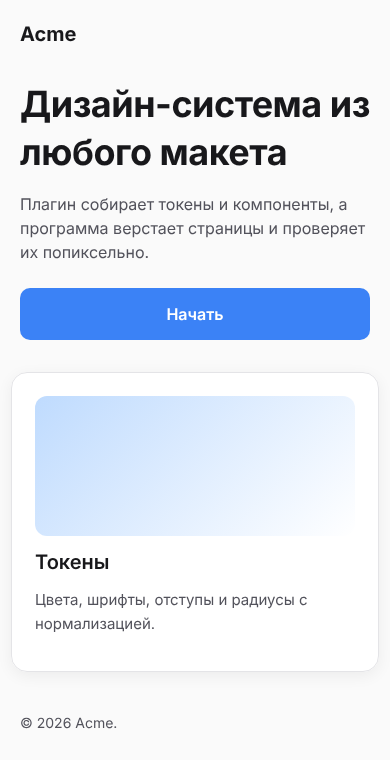 Acme
Дизайн-система из
любого макета
Плагин собирает токены и компоненты, а
программа верстает страницы и проверяет
их попиксельно.
Начать
Токены
Цвета, шрифты, отступы и радиусы с
нормализацией.
© 2026 Acme.